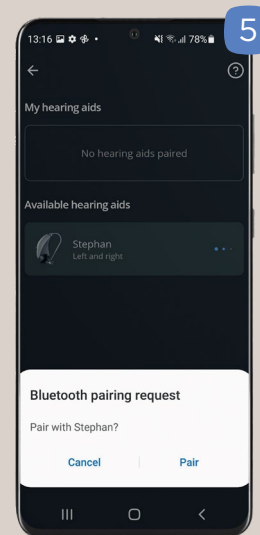 5
13:16 78%
?
My hearing aids
No hearing aids paired
Available hearing aids
Stephan
Left and right
Bluetooth pairing request
Pair with Stephan?
Cancel Pair